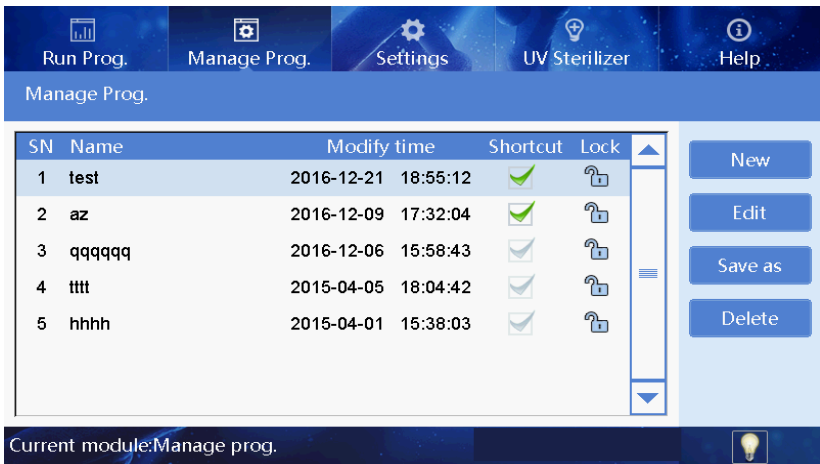 Run Prog. Manage Prog. Settings UV Sterilizer Help
Manage Prog.
SN Name Modify time Shortcut Lock
1 test 2016-12-21 18:55:12
2 az 2016-12-09 17:32:04
3 qqqqqq 2016-12-06 15:58:43
4 tttt 2015-04-05 18:04:42
5 hhhh 2015-04-01 15:38:03
New
Edit
Save as
Delete
Current module:Manage prog.